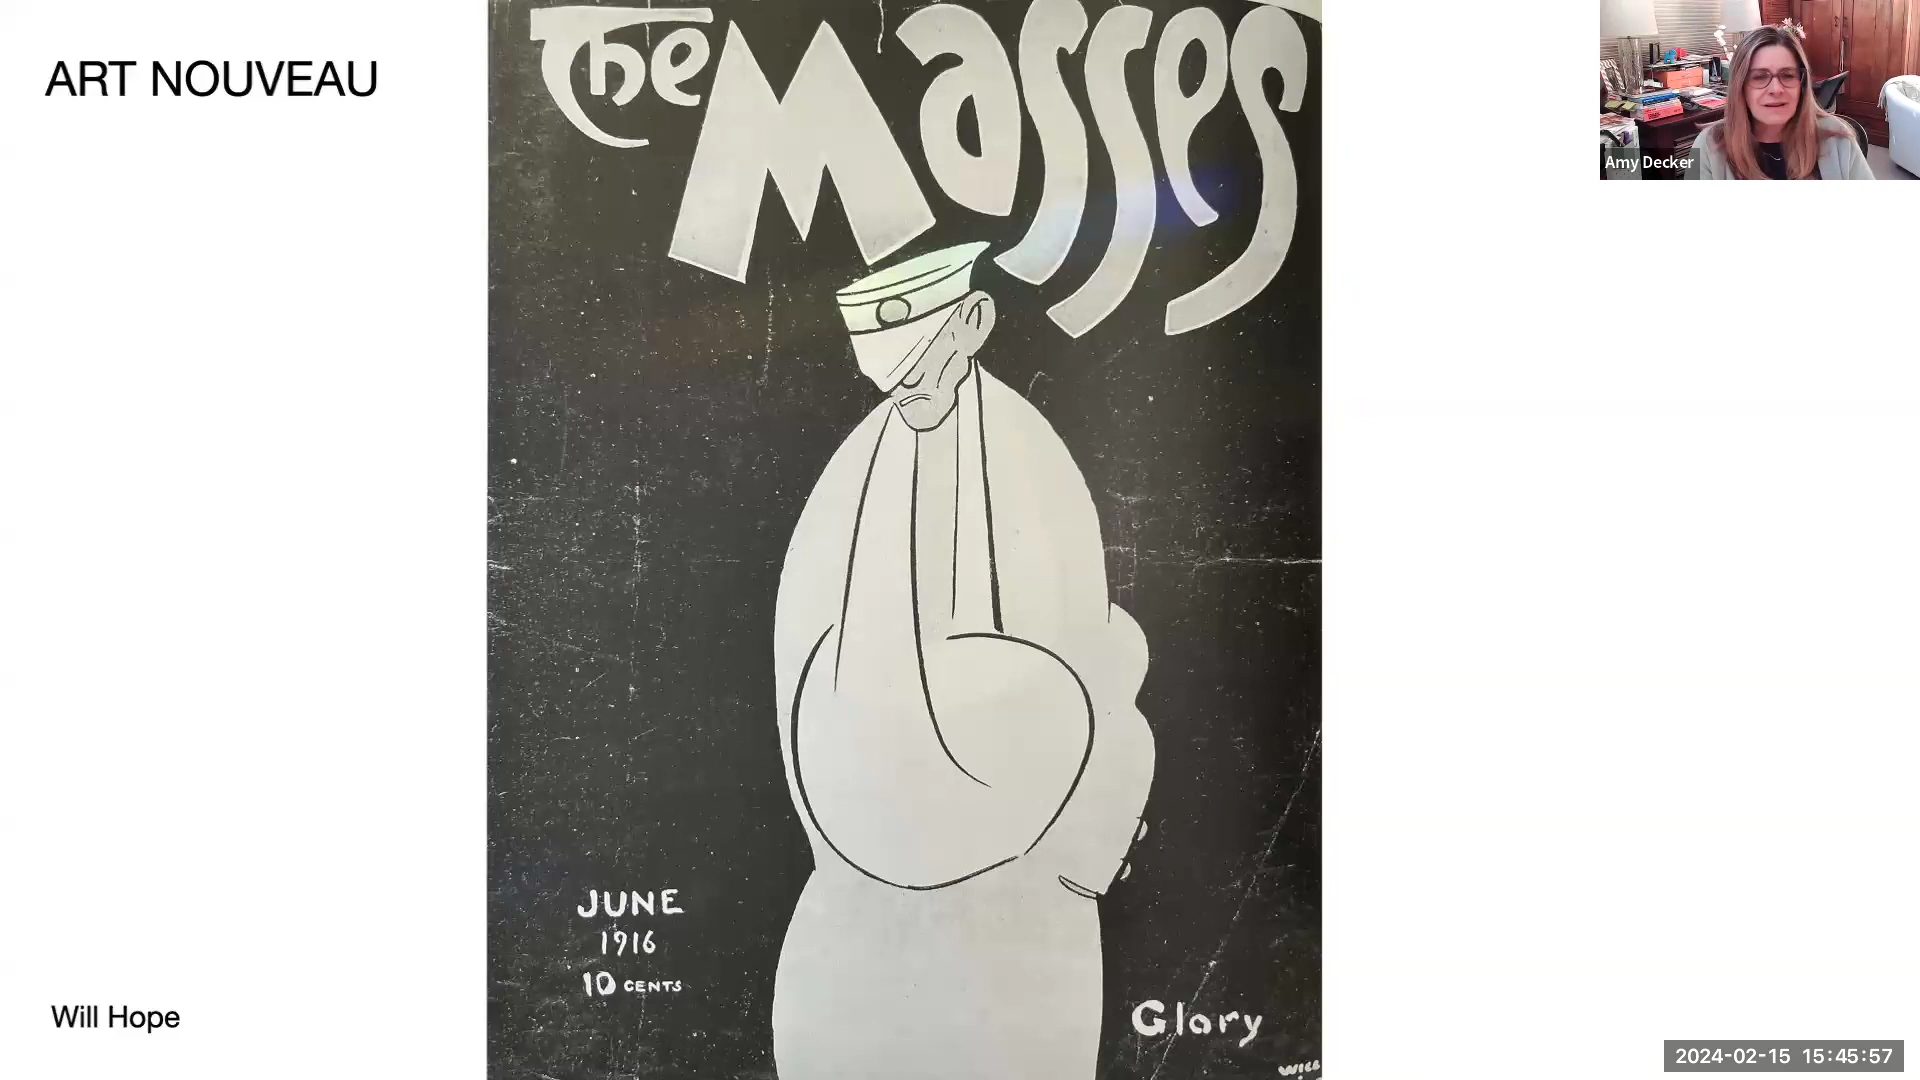 ART NOUVEAU
The Masses
Amy Decker
JUNE
1916
10 CENTS
Glory
Will Hope
2024-02-15 15:45:57